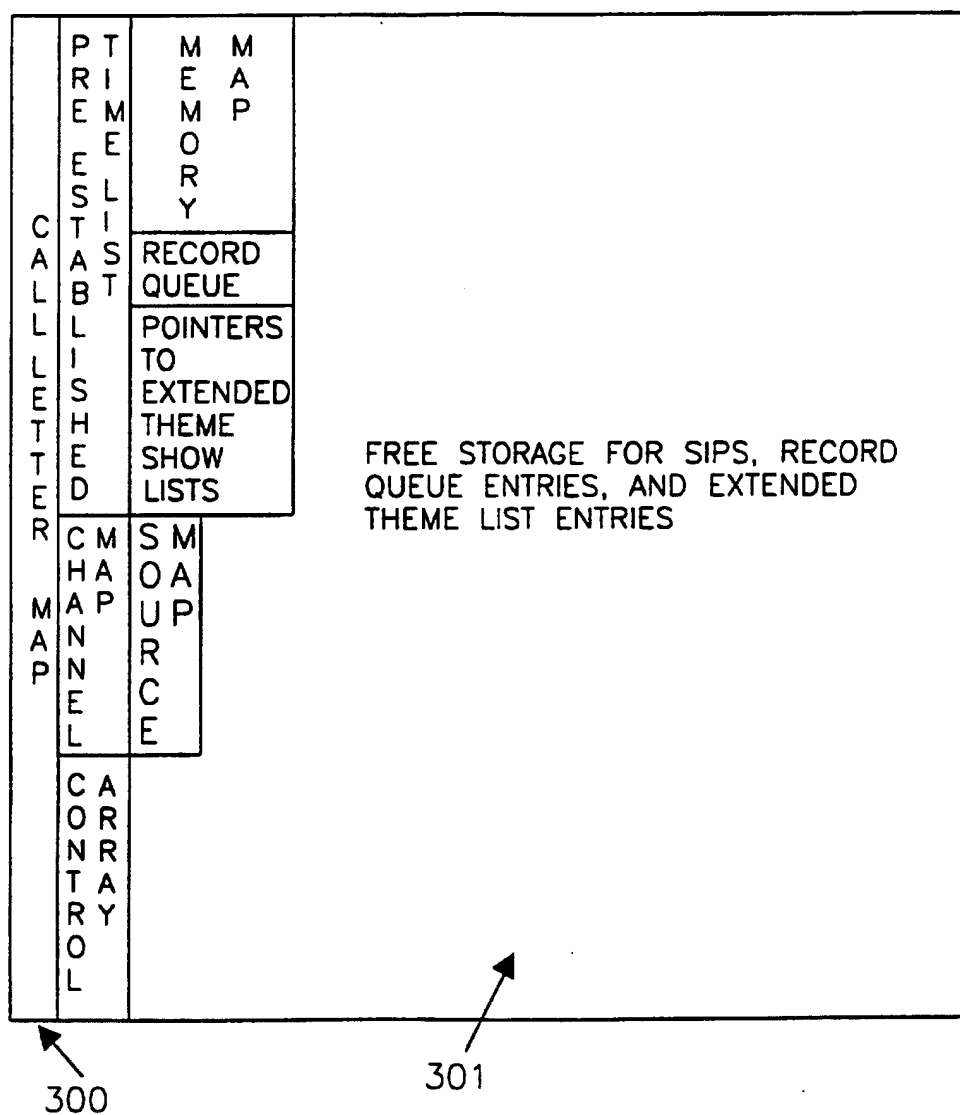 CALL LETTER MAP
PRE ESTABLISHED
TIME LIST
MEMORY
MAP
RECORD
QUEUE
POINTERS
TO
EXTENDED
THEME
SHOW
LISTS
CHANNEL
MAP
SOURCE
MAP
CONTROL
ARRAY
FREE STORAGE FOR SIPS, RECORD
QUEUE ENTRIES, AND EXTENDED
THEME LIST ENTRIES
300
301